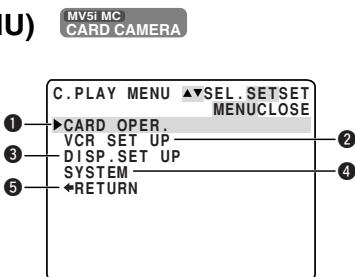 IU)
MV5i MC
CARD CAMERA
C.PLAY MENU ▲▼SEL.SETSET
MENUCLOSE
❶ ▶CARD OPER.
VCR SET UP ❷
❸ DISP.SET UP
SYSTEM ❹
❺ 🡄RETURN